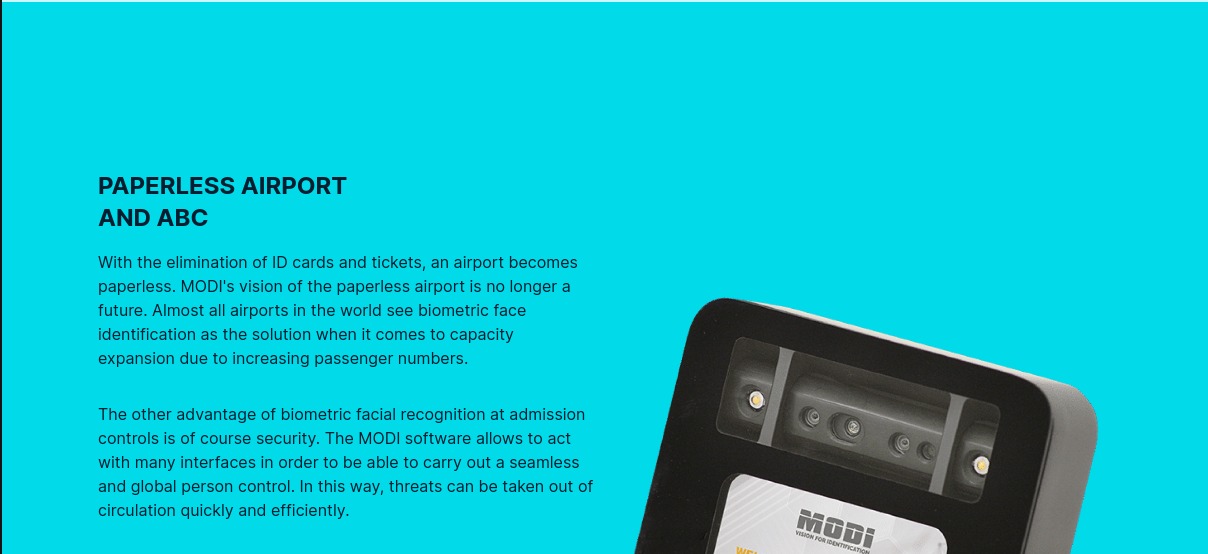 PAPERLESS AIRPORT
AND ABC
With the elimination of ID cards and tickets, an airport becomes
paperless. MODI's vision of the paperless airport is no longer a
future. Almost all airports in the world see biometric face
identification as the solution when it comes to capacity
expansion due to increasing passenger numbers.
The other advantage of biometric facial recognition at admission
controls is of course security. The MODI software allows to act
with many interfaces in order to be able to carry out a seamless
and global person control. In this way, threats can be taken out of
circulation quickly and efficiently.
MODI
VISION FOR IDENTIFICATION